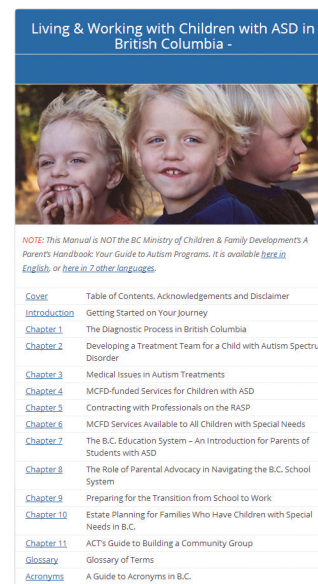 Living & Working with Children with ASD in
British Columbia -
NOTE: This Manual is NOT the BC Ministry of Children & Family Development's A
Parent's Handbook: Your Guide to Autism Programs. It is available here in
English, or here in 7 other languages.
Cover Table of Contents, Acknowledgements and Disclaimer
Introduction Getting Started on Your Journey
Chapter 1 The Diagnostic Process in British Columbia
Chapter 2 Developing a Treatment Team for a Child with Autism Spectru
Disorder
Chapter 3 Medical Issues in Autism Treatments
Chapter 4 MCFD-funded Services for Children with ASD
Chapter 5 Contracting with Professionals on the RASP
Chapter 6 MCFD Services Available to All Children with Special Needs
Chapter 7 The B.C. Education System – An Introduction for Parents of
Students with ASD
Chapter 8 The Role of Parental Advocacy in Navigating the B.C. School
System
Chapter 9 Preparing for the Transition from School to Work
Chapter 10 Estate Planning for Families Who Have Children with Special
Needs in B.C.
Chapter 11 ACT's Guide to Building a Community Group
Glossary Glossary of Terms
Acronyms A Guide to Acronyms in B.C.